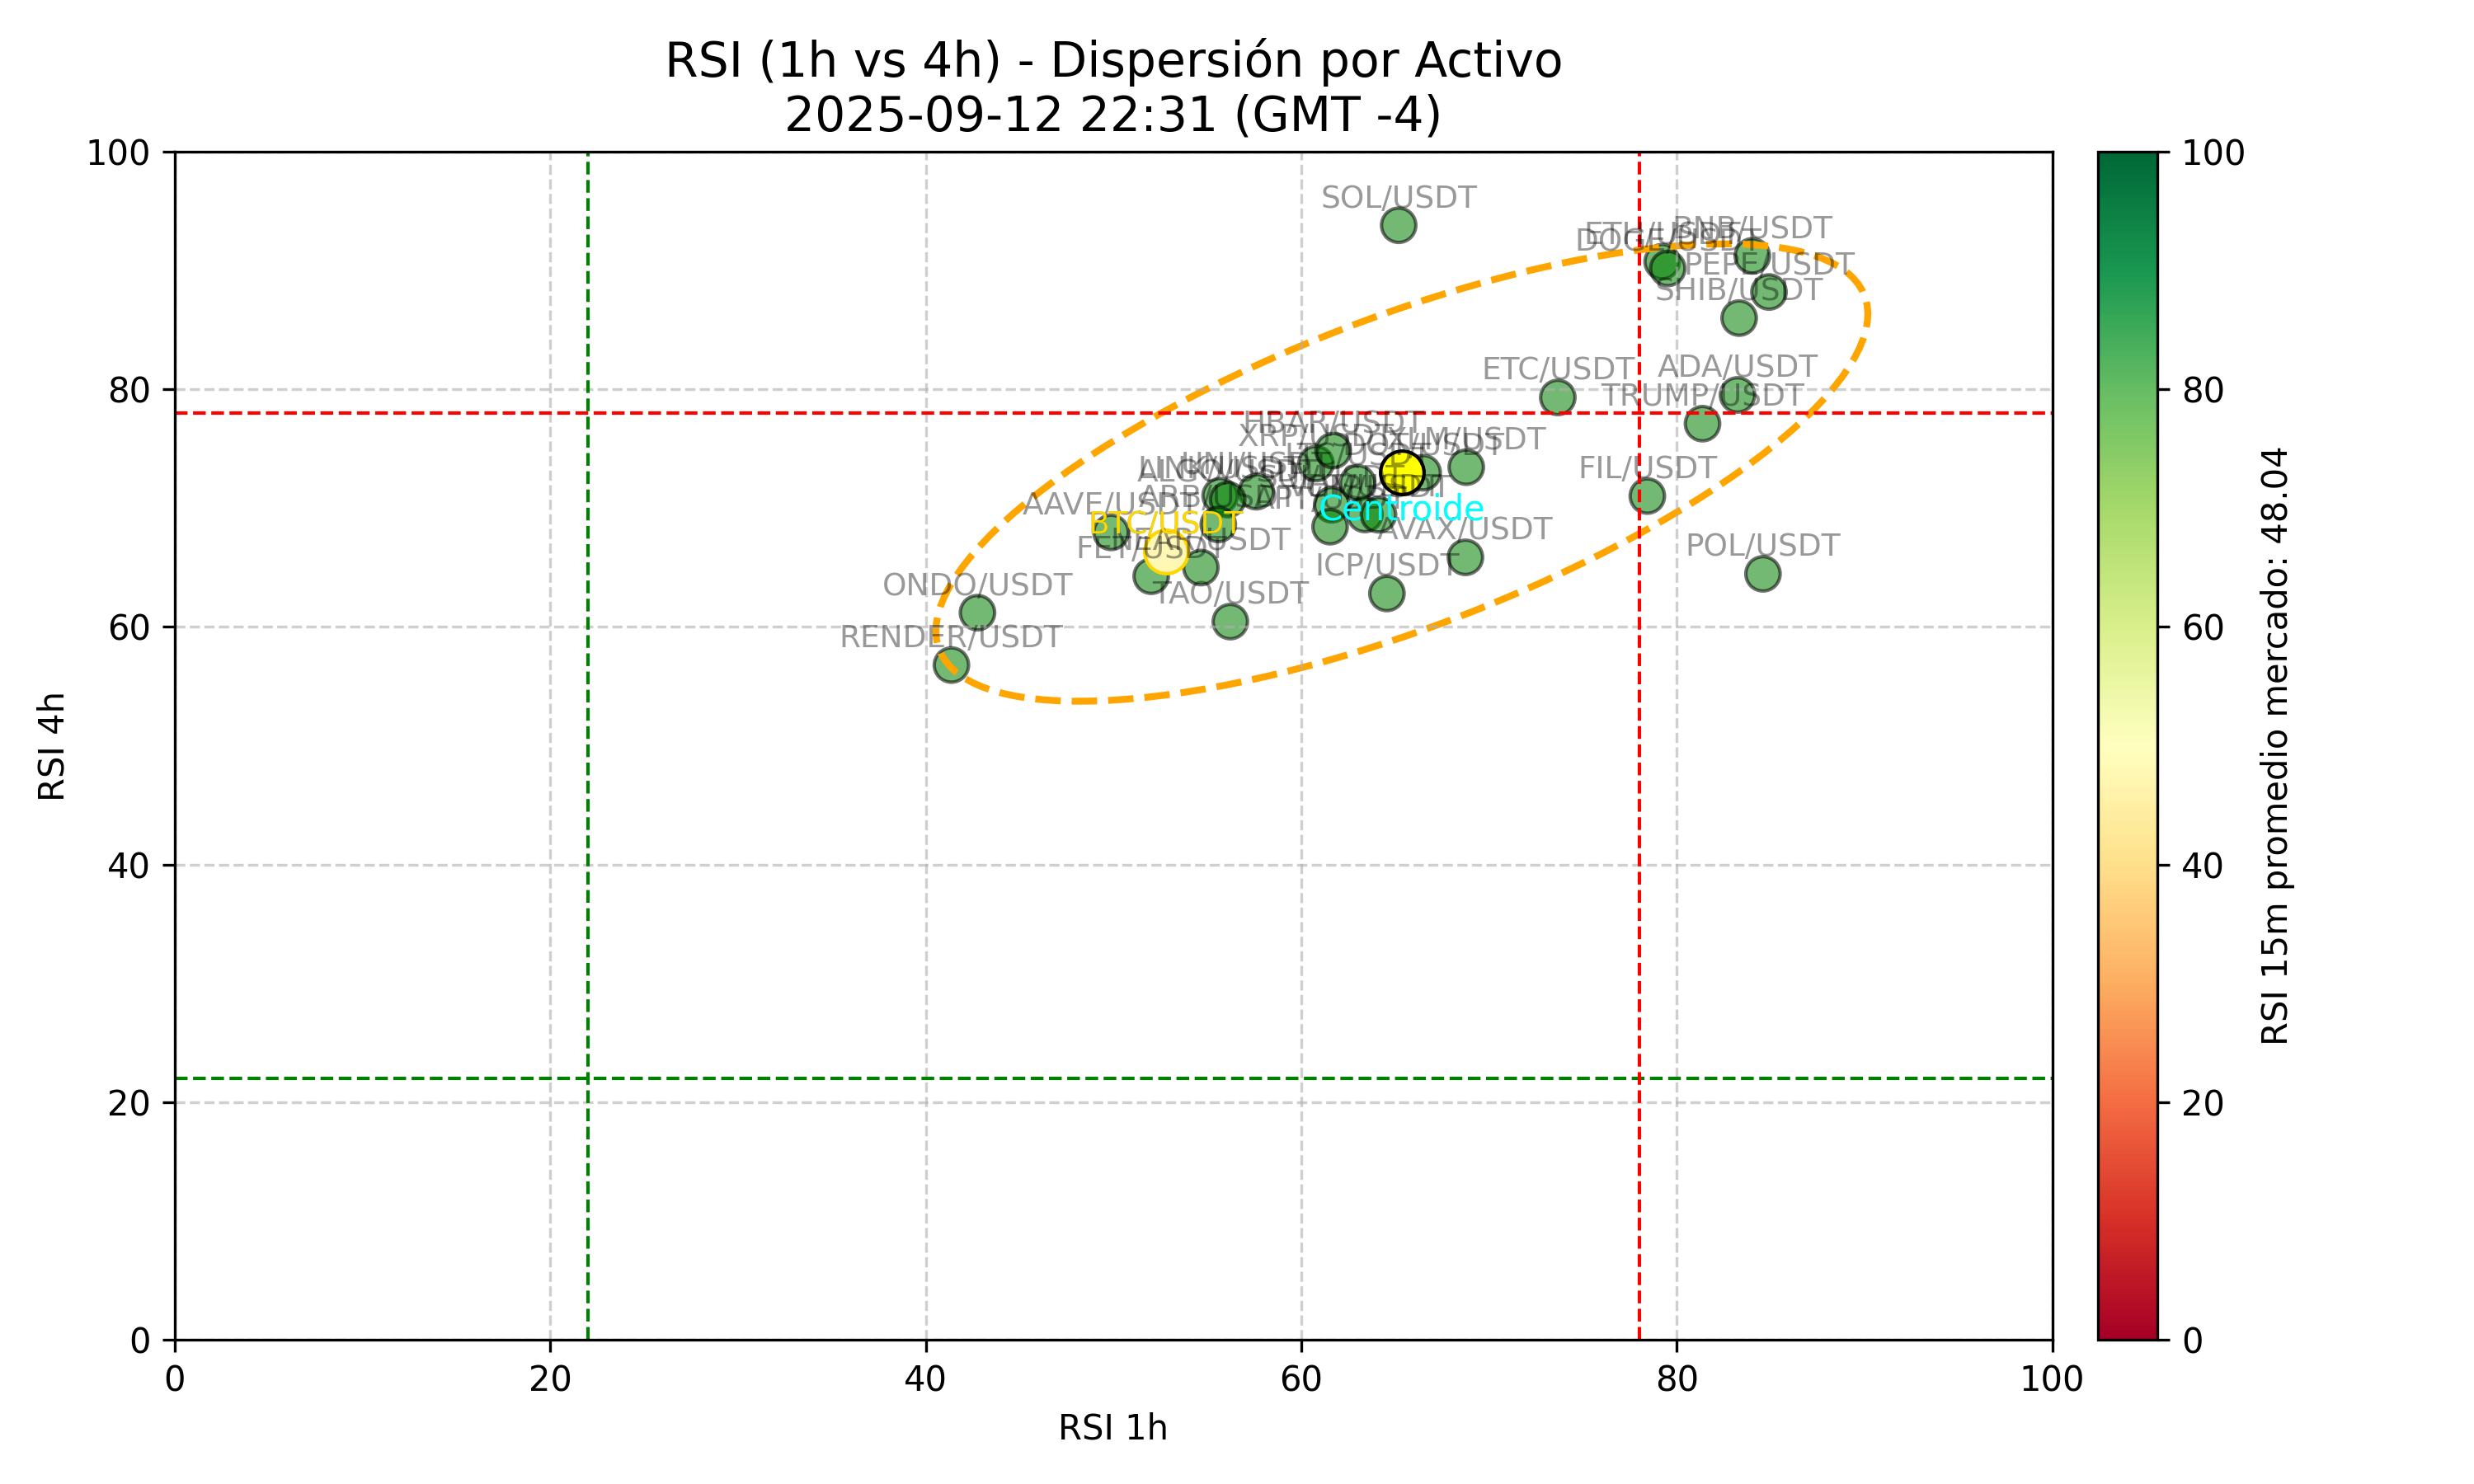 RSI (1h vs 4h) - Dispersión por Activo
2025-09-12 22:31 (GMT -4)
RSI 4h
100
80
60
40
20
0
0
20
40
60
80
100
RSI 1h
SOL/USDT
BNB/USDT
PEPE/USDT
SHIB/USDT
ETC/USDT
ADA/USDT
TRUMP/USDT
HBAR/USDT
XLM/USDT
FIL/USDT
AAVE/USDT
BTC/USDT
Centroide
AVAX/USDT
POL/USDT
ICP/USDT
ONDO/USDT
TAO/USDT
RENDER/USDT
100
80
60
40
20
0
RSI 15m promedio mercado: 48.04